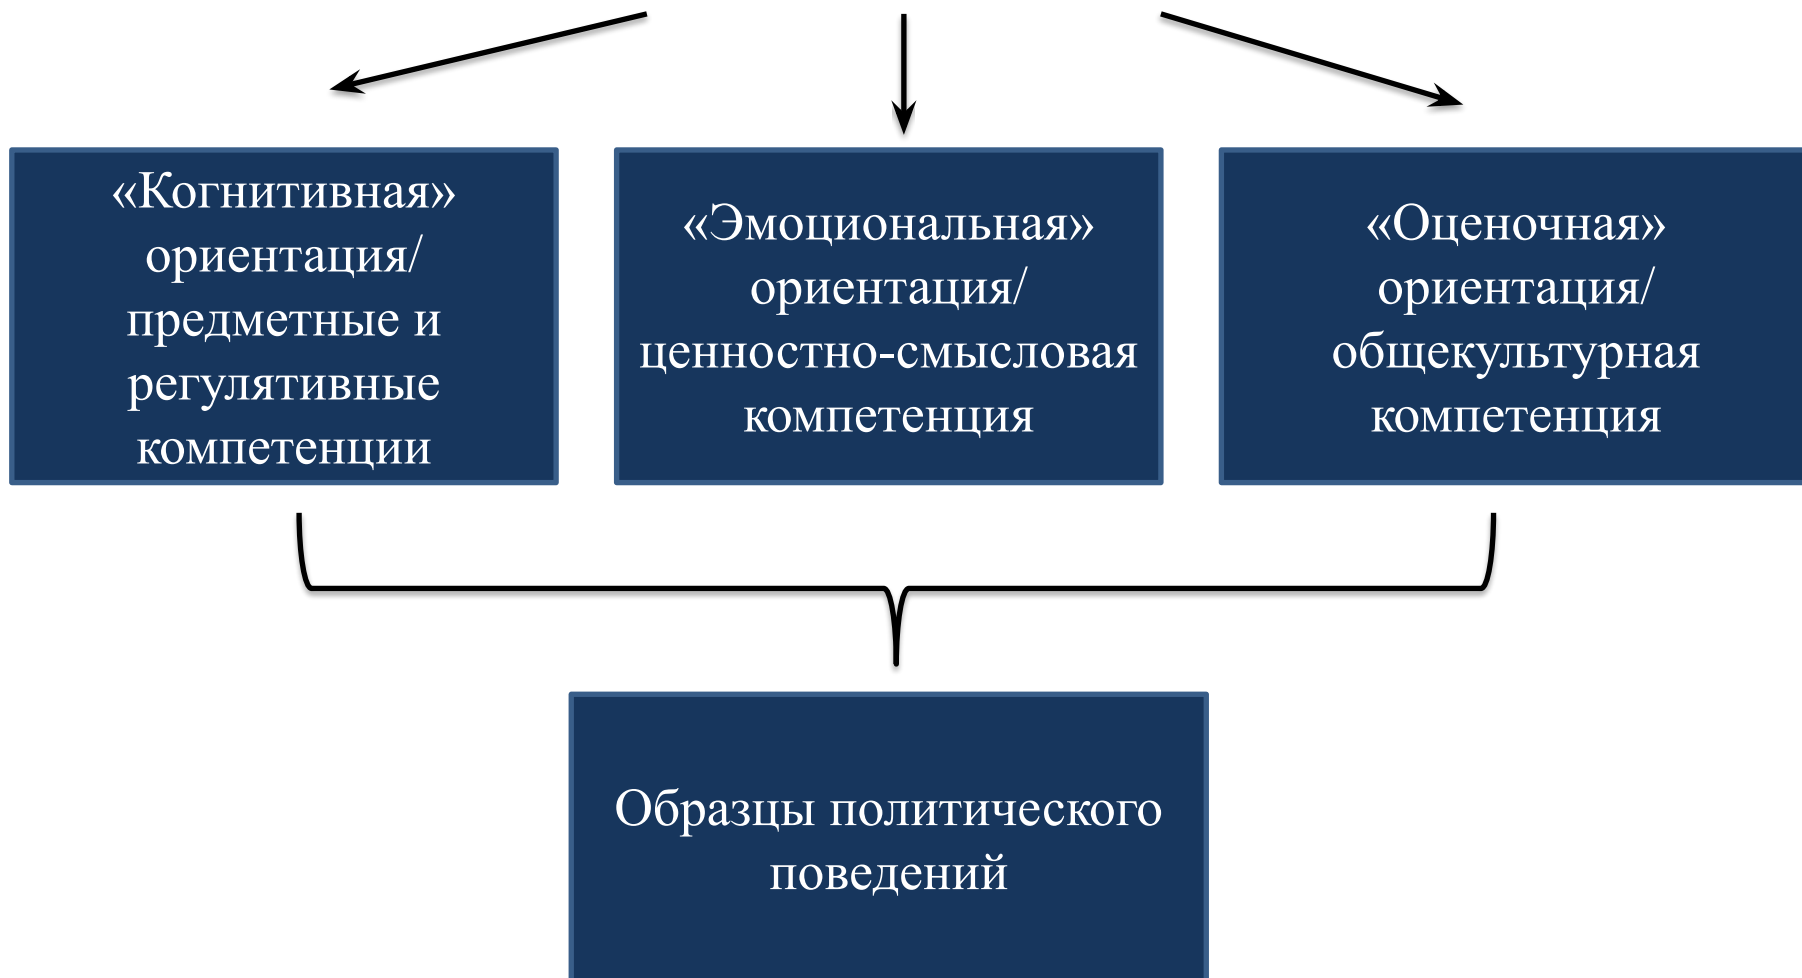 «Когнитивная»
ориентация/
предметные и
регулятивные
компетенции
«Эмоциональная»
ориентация/
ценностно-смысловая
компетенция
«Оценочная»
ориентация/
общекультурная
компетенция
Образцы политического
поведений